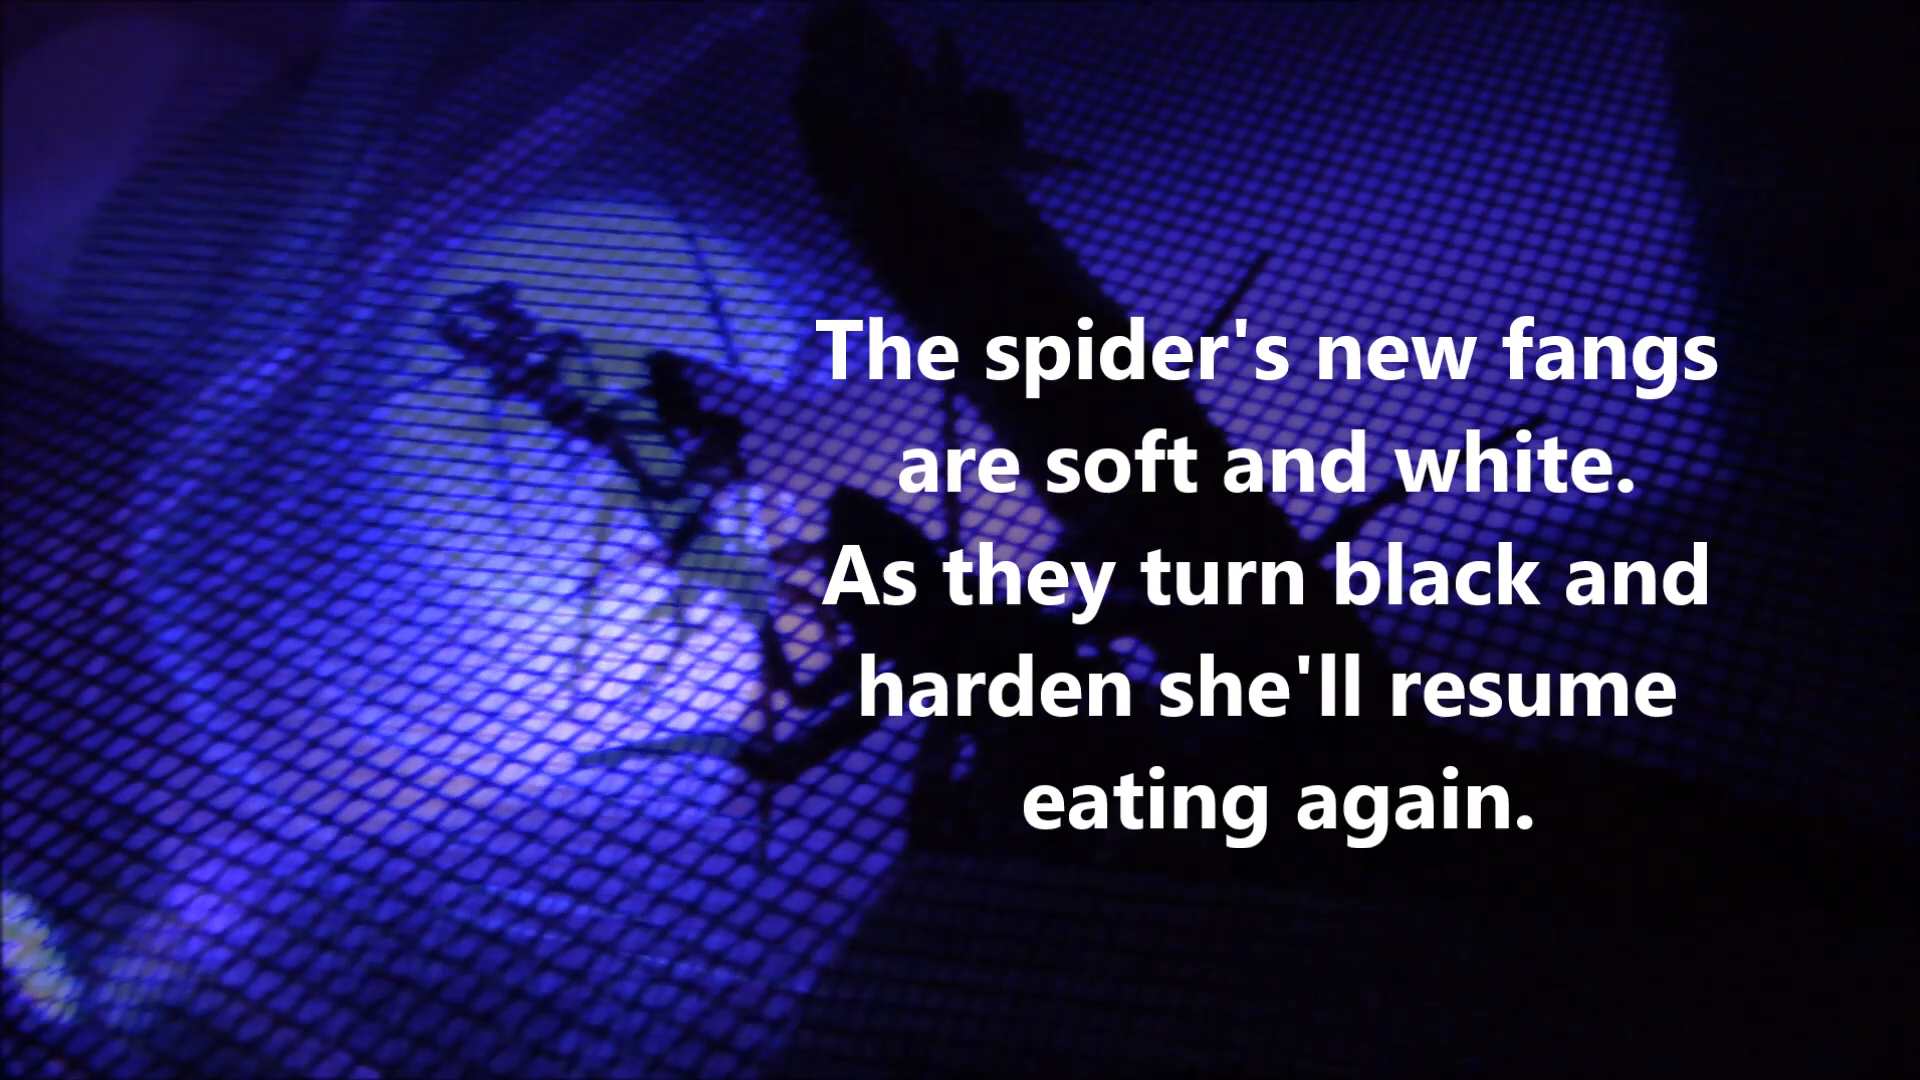 The spider's new fangs
are soft and white.
As they turn black and
harden she'll resume
eating again.